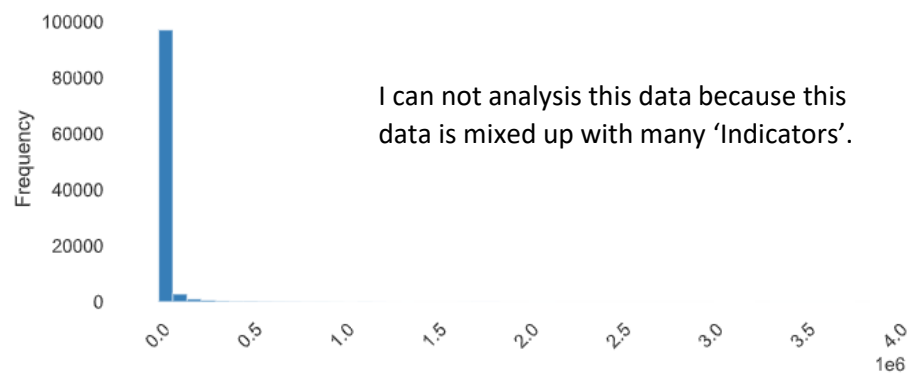 100000
80000
60000
40000
20000
0
Frequency
I can not analysis this data because this
data is mixed up with many ‘Indicators’.
0.0 0.5 1.0 1.5 2.0 2.5 3.0 3.5 4.0
1e6